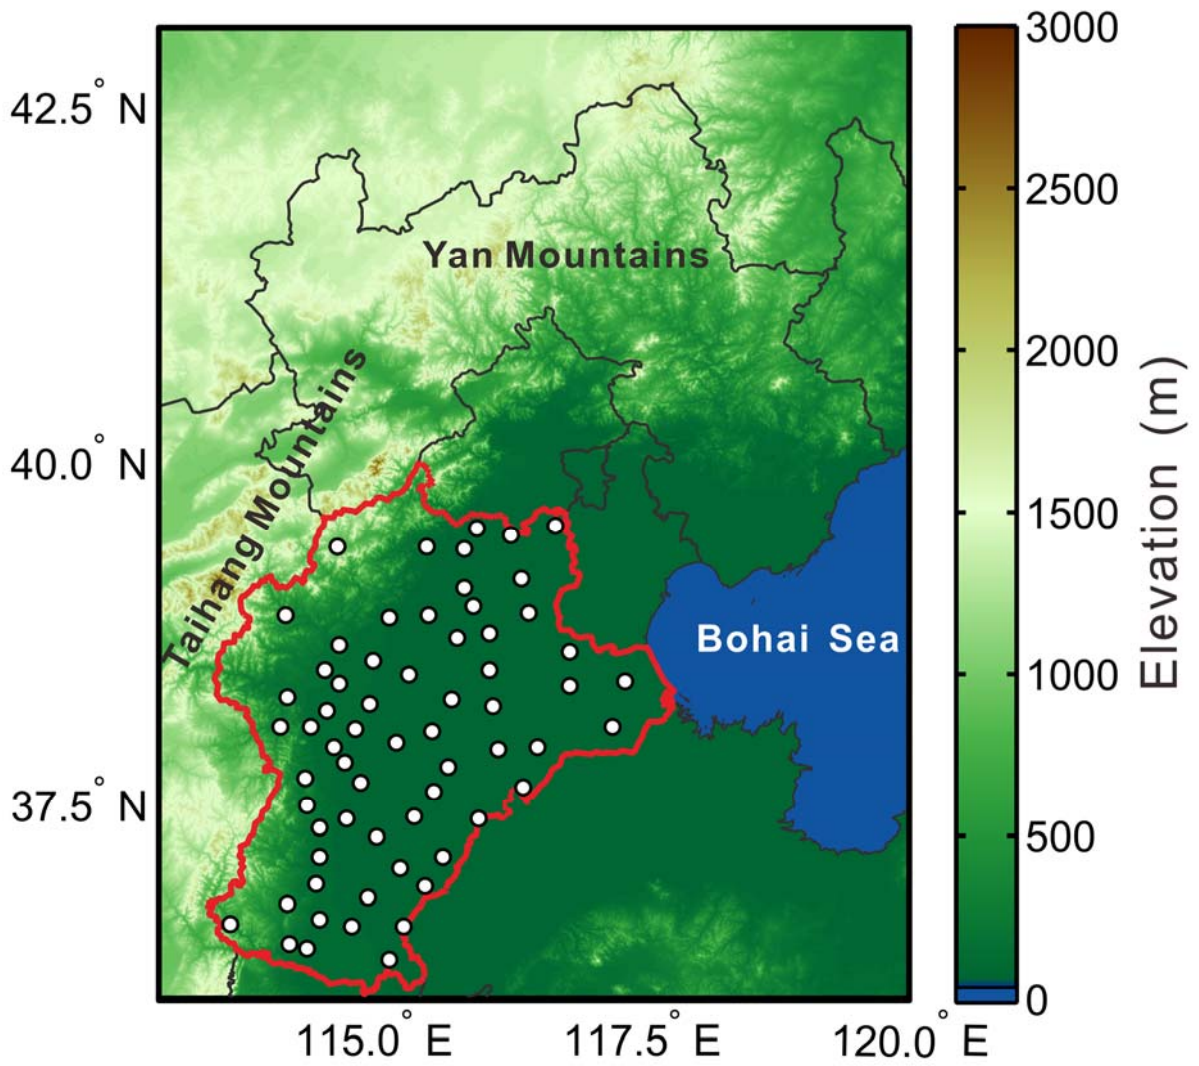 42.5° N
40.0° N
37.5° N
115.0° E
117.5° E
120.0° E
Yan Mountains
Taihang Mountains
Bohai Sea
3000
2500
2000
1500
1000
500
0
Elevation (m)